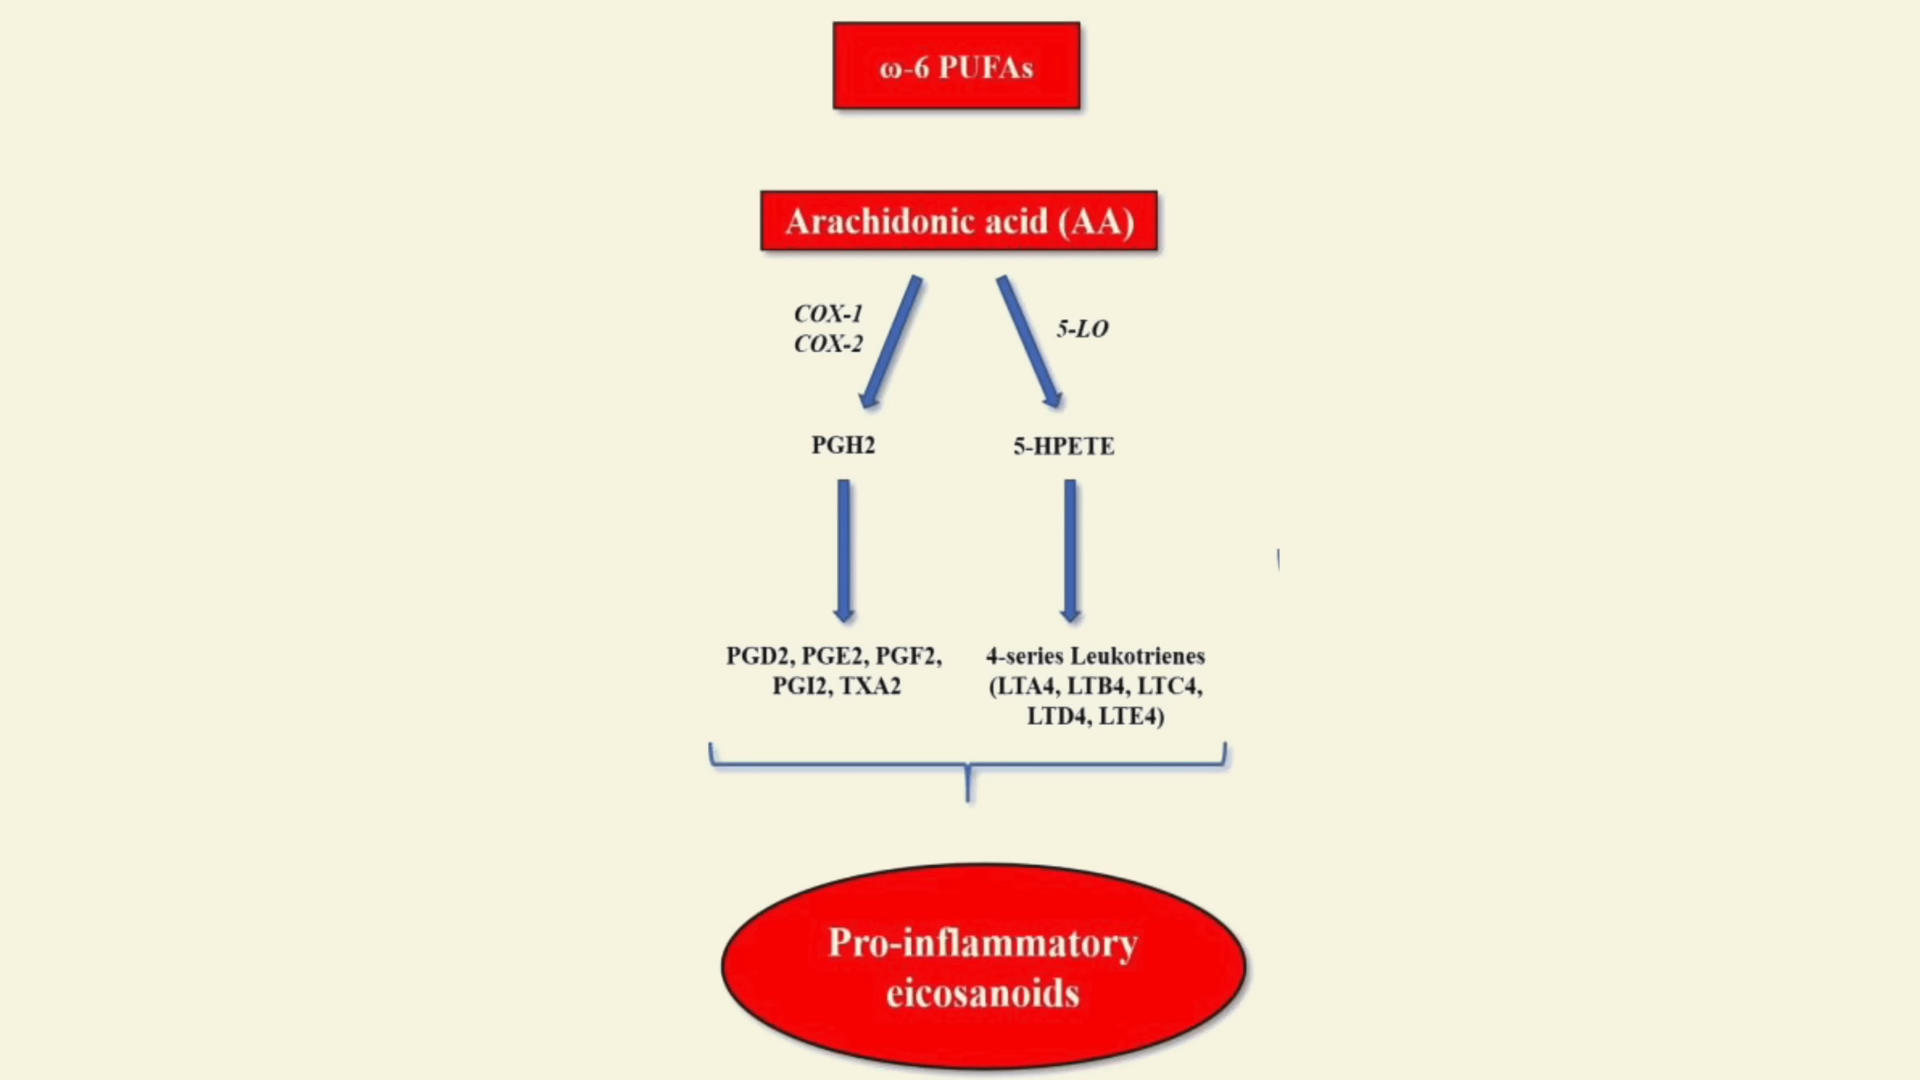 ω-6 PUFAs
Arachidonic acid (AA)
COX-1
COX-2
5-LO
PGH2
5-HPETE
PGD2, PGE2, PGF2,
PGI2, TXA2
4-series Leukotrienes
(LTA4, LTB4, LTC4,
LTD4, LTE4)
Pro-inflammatory
eicosanoids